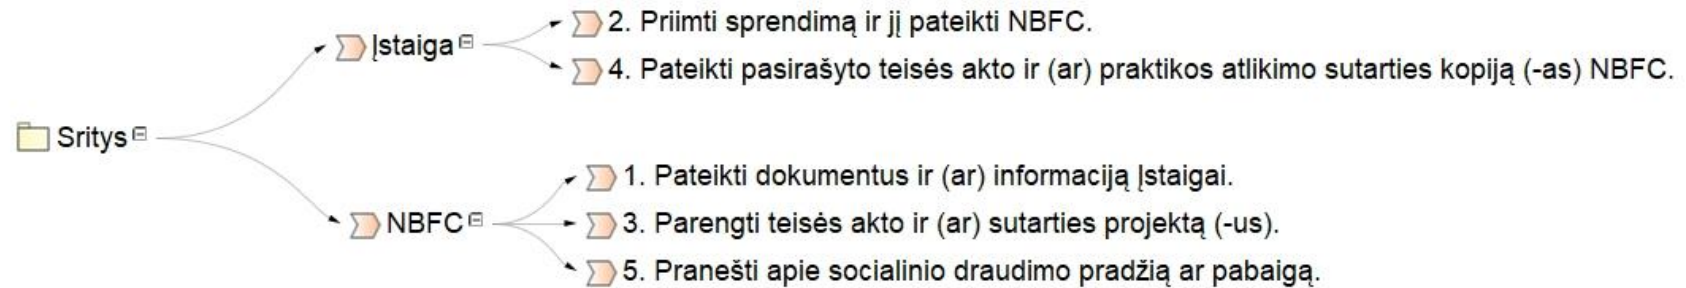 Sritys
Įstaiga
2. Priimti sprendimą ir jį pateikti NBFC.
4. Pateikti pasirašyto teisės akto ir (ar) praktikos atlikimo sutarties kopiją (-as) NBFC.
NBFC
1. Pateikti dokumentus ir (ar) informaciją Įstaigai.
3. Parengti teisės akto ir (ar) sutarties projektą (-us).
5. Pranešti apie socialinio draudimo pradžią ar pabaigą.